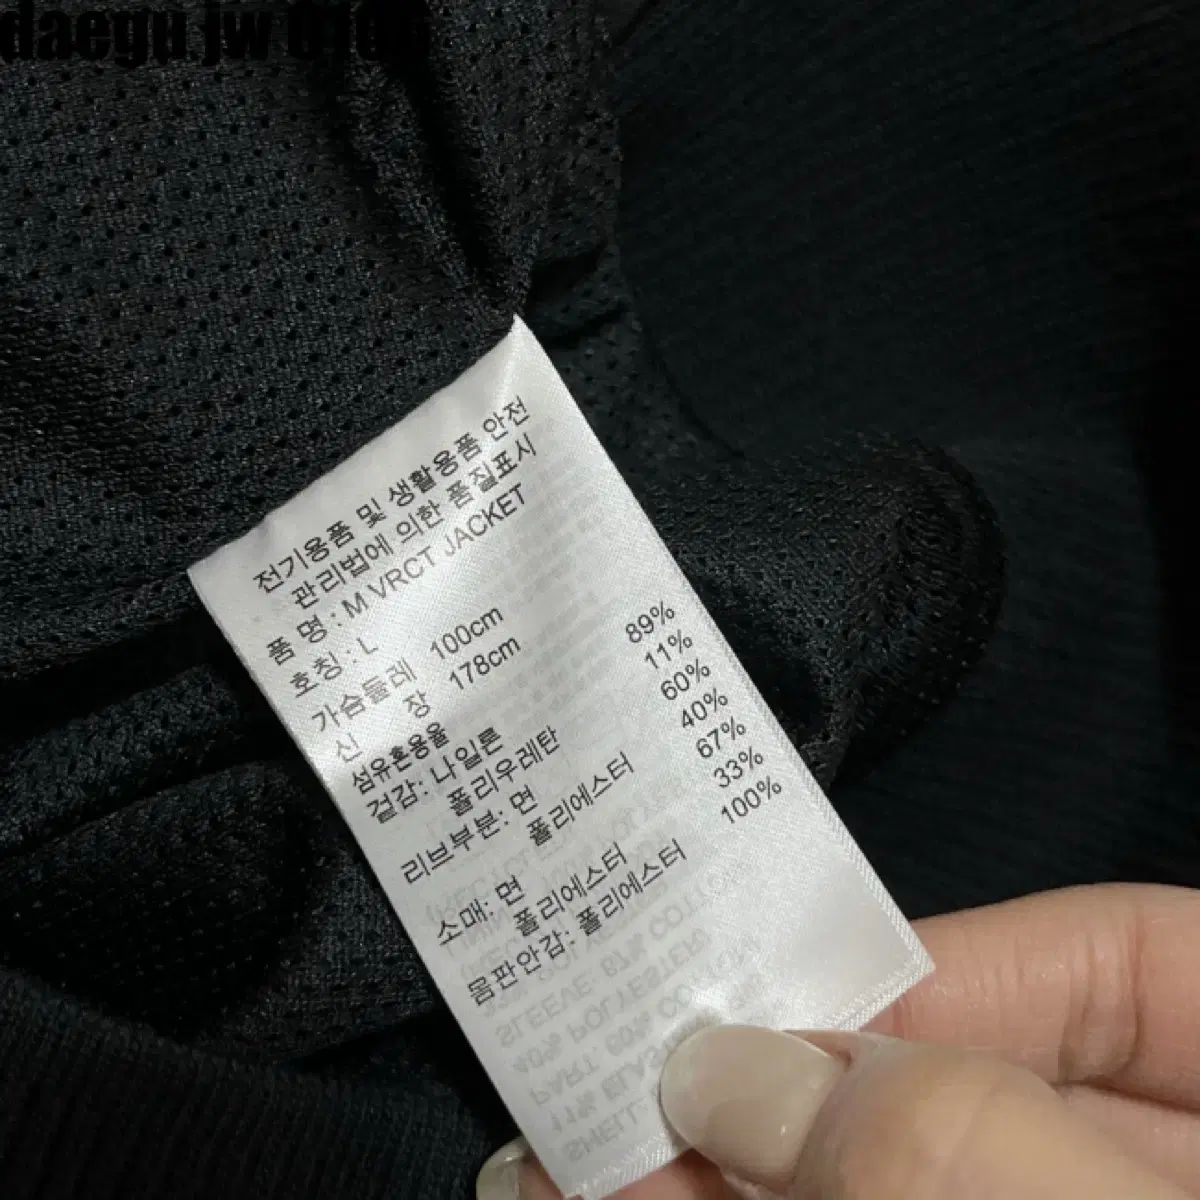 daegu jw 0106
전기용품 및 생활용품 안전
관리법에 의한 품질표시
품 명 : M VRCT JACKET
호칭 : L
가슴둘레 100cm
신 장 178cm
섬유혼용율
겉감: 나일론 89%
폴리우레탄 11%
리브부분: 면 60%
폴리에스터 40%
소매: 면 67%
폴리에스터 33%
몸판안감: 폴리에스터 100%